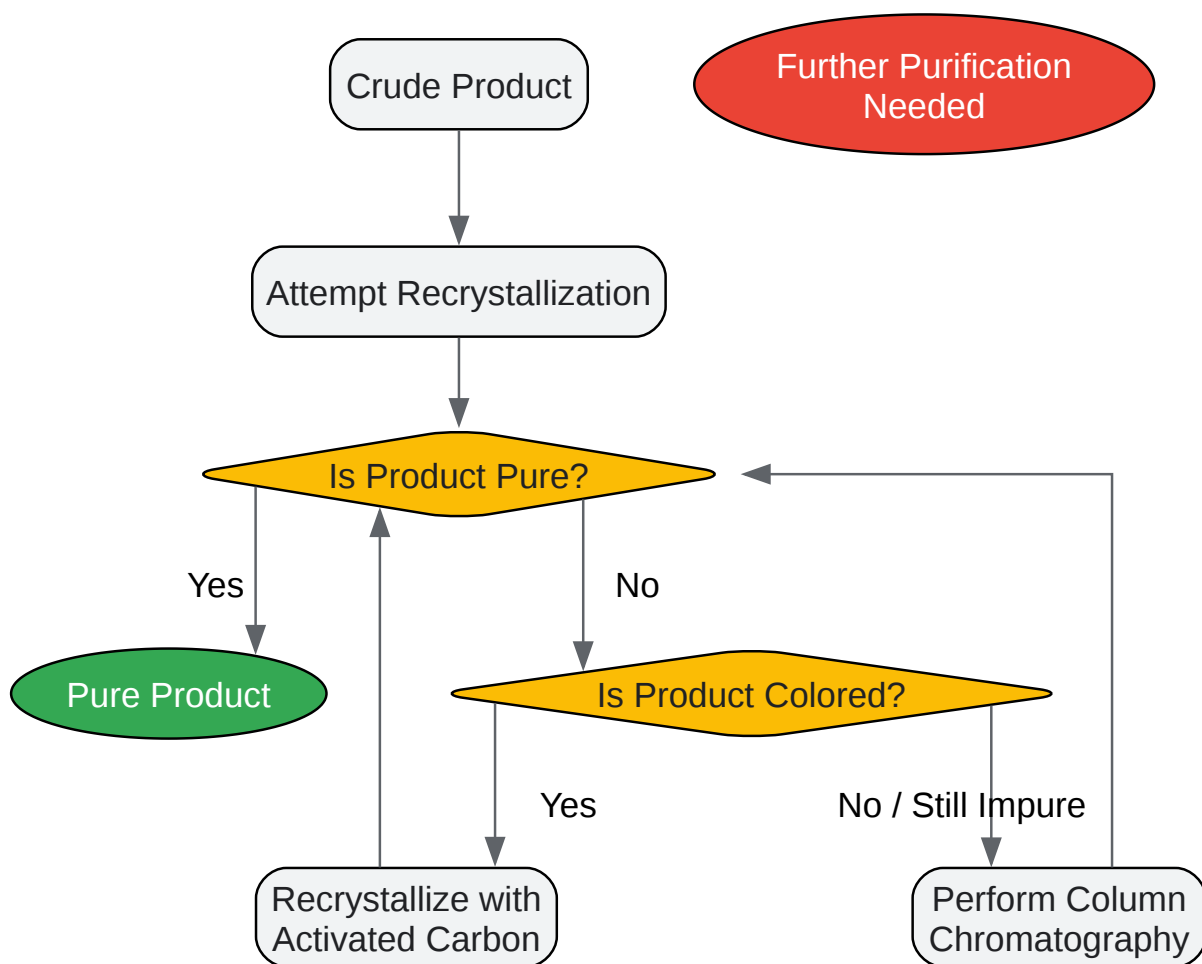 Crude Product
Further Purification
Needed
Attempt Recrystallization
Is Product Pure?
Yes
No
Pure Product
Is Product Colored?
Yes
No / Still Impure
Recrystallize with
Activated Carbon
Perform Column
Chromatography